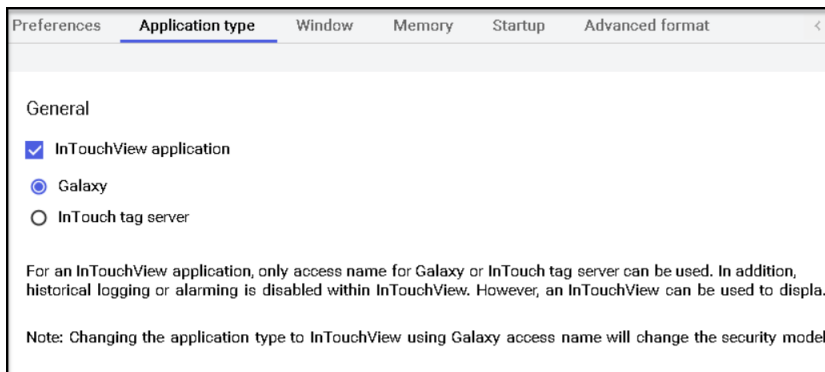 Preferences Application type Window Memory Startup Advanced format
General
InTouchView application
Galaxy
InTouch tag server
For an InTouchView application, only access name for Galaxy or InTouch tag server can be used. In addition,
historical logging or alarming is disabled within InTouchView. However, an InTouchView can be used to displa.
Note: Changing the application type to InTouchView using Galaxy access name will change the security model